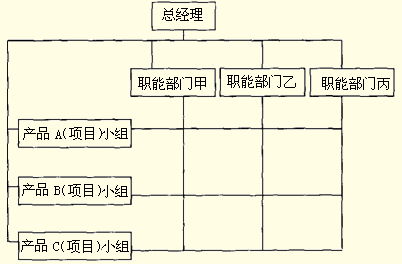 总经理
职能部门甲
职能部门乙
职能部门丙
产品 A(项目)小组
产品 B(项目)小组
产品 C(项目)小组